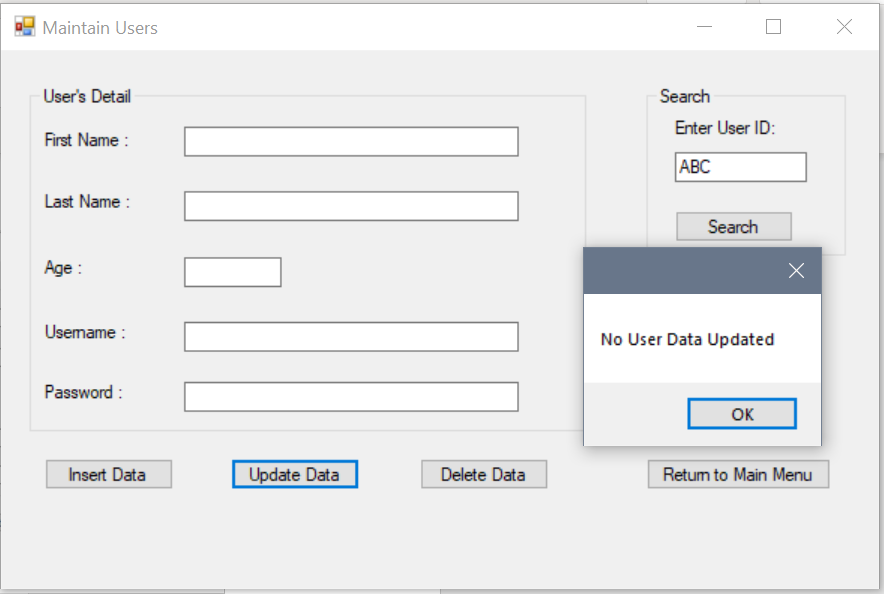 Maintain Users
User's Detail
First Name :
Last Name :
Age :
Username :
Password :
Search
Enter User ID:
ABC
Search
No User Data Updated
OK
Insert Data
Update Data
Delete Data
Return to Main Menu